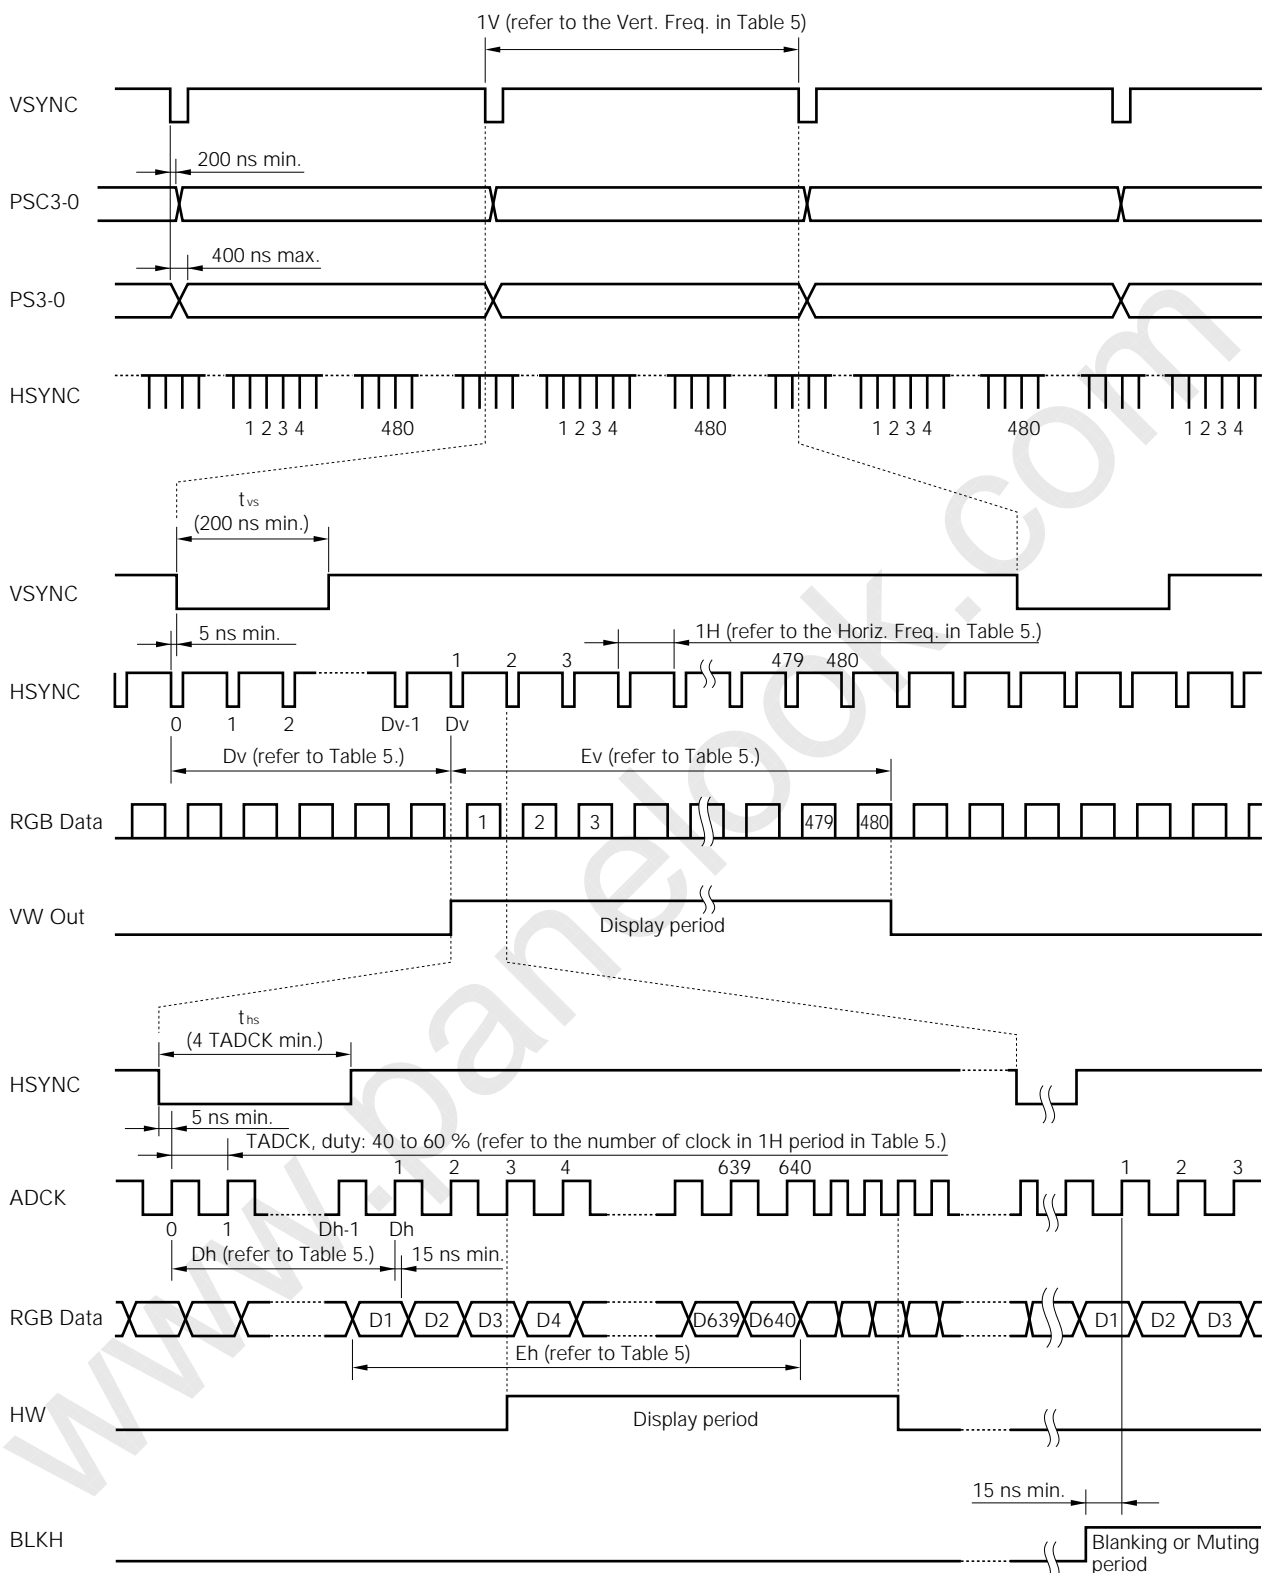 1V (refer to the Vert. Freq. in Table 5)
VSYNC
200 ns min.
PSC3-0
400 ns max.
PS3-0
HSYNC
1 2 3 4 480 1 2 3 4 480 1 2 3 4 480 1 2 3 4
tvs
(200 ns min.)
VSYNC
5 ns min.
1H (refer to the Horiz. Freq. in Table 5.)
1 2 3 479 480
HSYNC
0 1 2 Dv-1 Dv
Dv (refer to Table 5.) Ev (refer to Table 5.)
RGB Data 1 2 3 479 480
VW Out
Display period
ths
(4 TADCK min.)
HSYNC
5 ns min.
TADCK, duty: 40 to 60 % (refer to the number of clock in 1H period in Table 5.)
1 2 3 4 639 640 1 2 3
ADCK
0 1 Dh-1 Dh
Dh (refer to Table 5.) 15 ns min.
RGB Data D1 D2 D3 D4 D639 D640 D1 D2 D3
Eh (refer to Table 5)
HW
Display period
15 ns min.
BLKH
Blanking or Muting
period
www.panelook.com